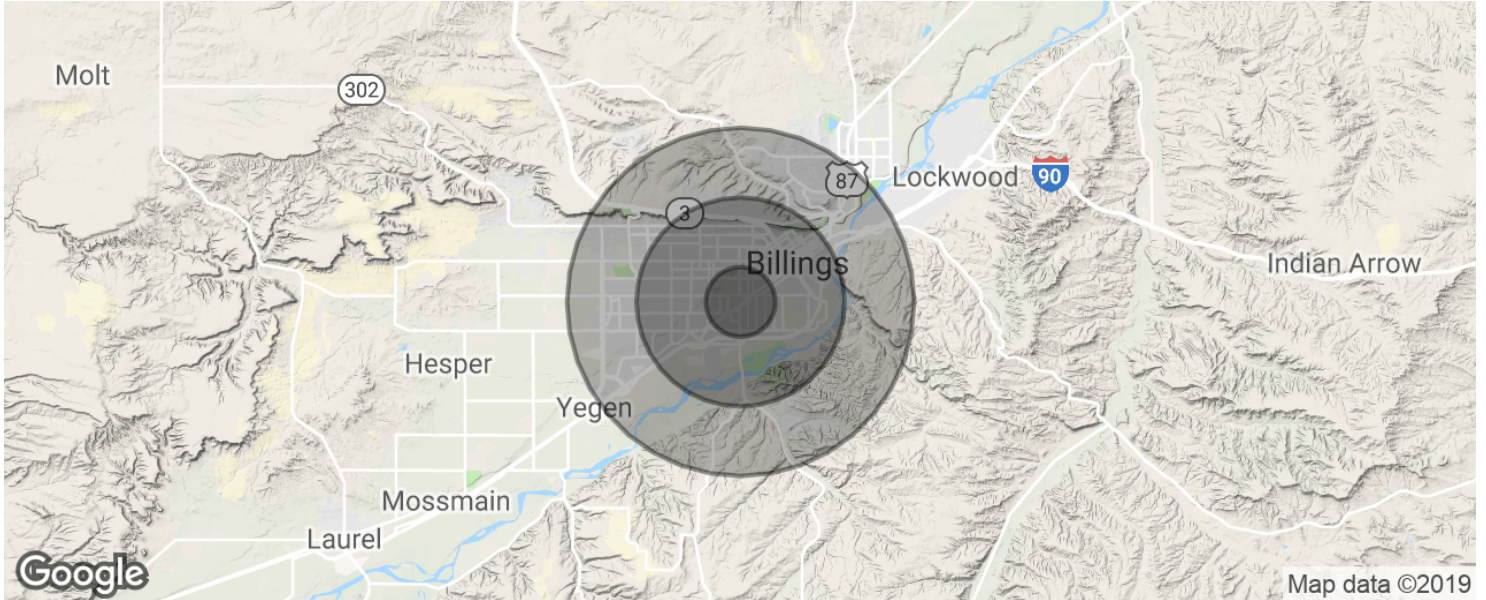 Molt
302
87
Lockwood
90
3
Billings
Indian Arrow
Hesper
Yegen
Mossmain
Laurel
Google
Map data ©2019